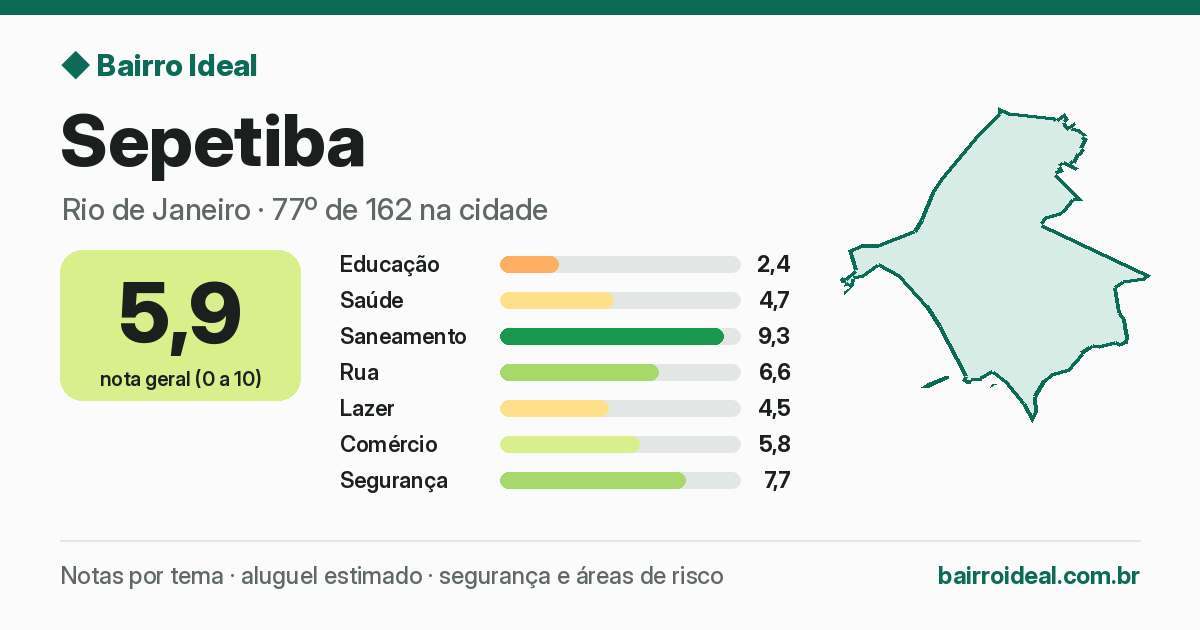 Bairro Ideal
Sepetiba
Rio de Janeiro · 77º de 162 na cidade
5,9
nota geral (0 a 10)
Educação 2,4
Saúde 4,7
Saneamento 9,3
Rua 6,6
Lazer 4,5
Comércio 5,8
Segurança 7,7
Notas por tema · aluguel estimado · segurança e áreas de risco
bairroideal.com.br